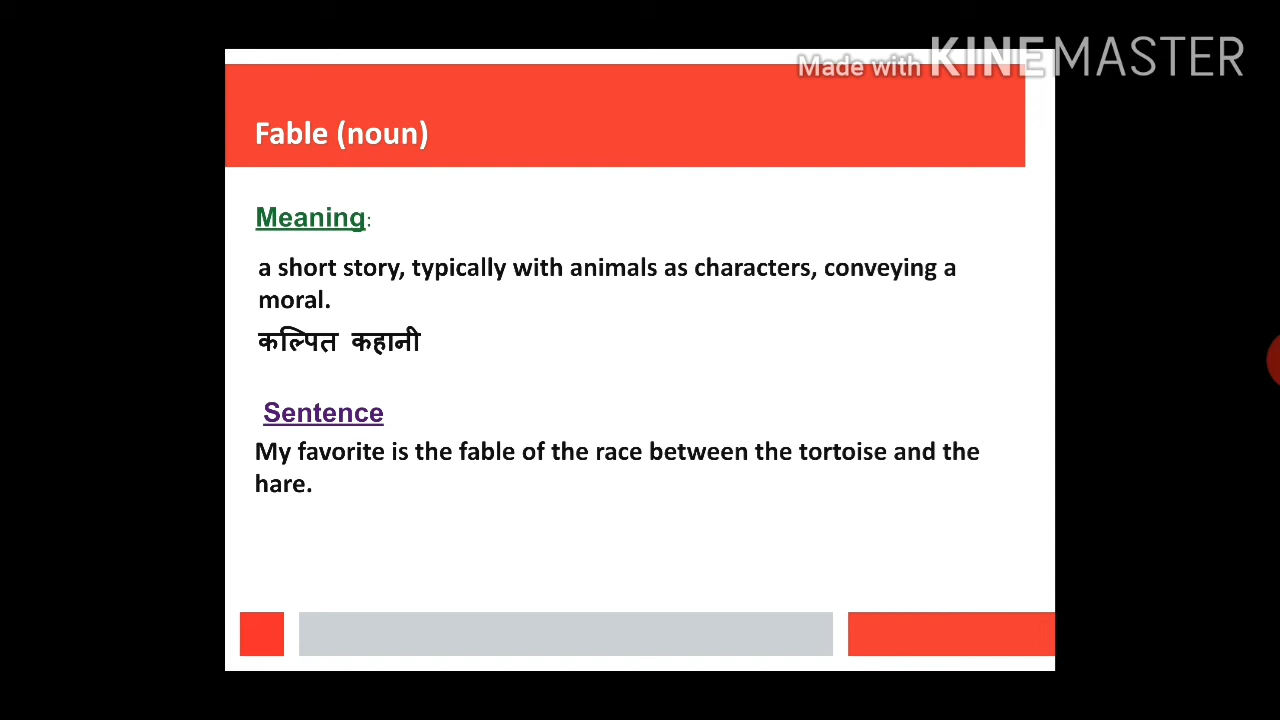 Made with KINEMASTER
Fable (noun)
Meaning:
a short story, typically with animals as characters, conveying a
moral.
कल्पित कहानी
Sentence
My favorite is the fable of the race between the tortoise and the
hare.